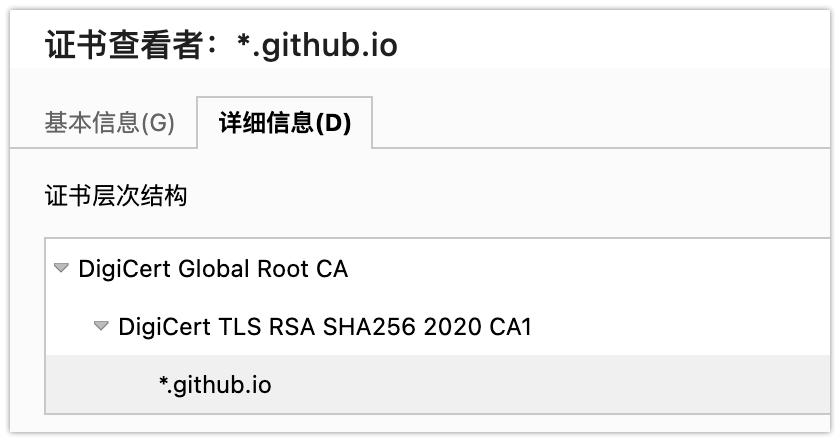 证书查看者：*.github.io
基本信息(G) 详细信息(D)
证书层次结构
DigiCert Global Root CA
DigiCert TLS RSA SHA256 2020 CA1
*.github.io